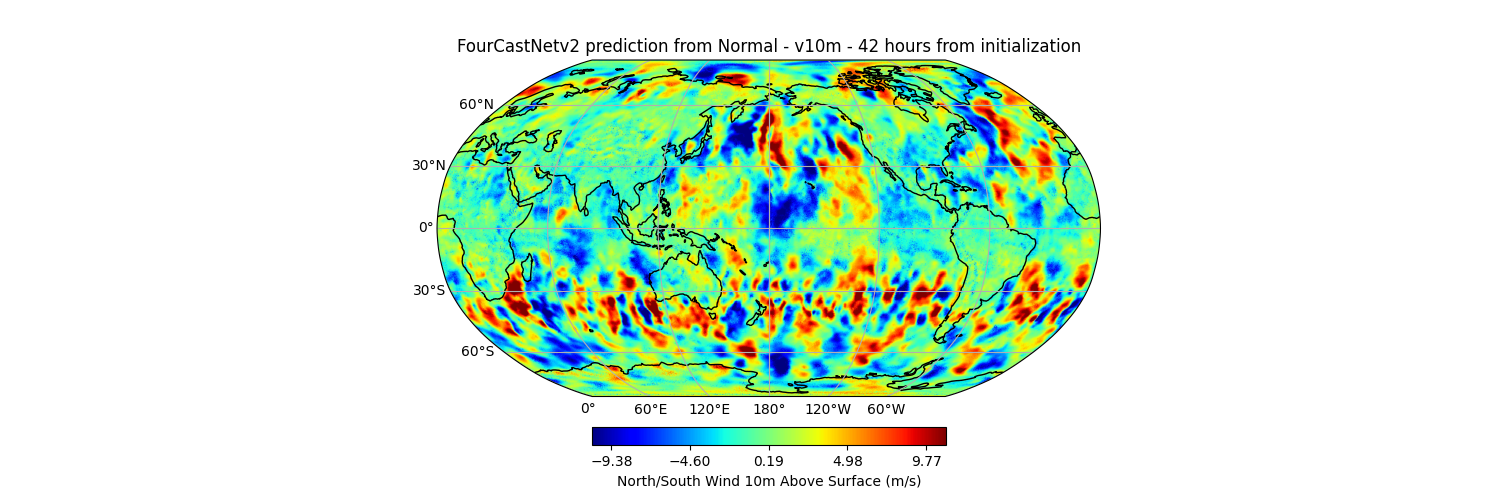 FourCastNetv2 prediction from Normal - v10m - 42 hours from initialization
60°N
30°N
0°
30°S
60°S
0° 60°E 120°E 180° 120°W 60°W
−9.38 −4.60 0.19 4.98 9.77
North/South Wind 10m Above Surface (m/s)